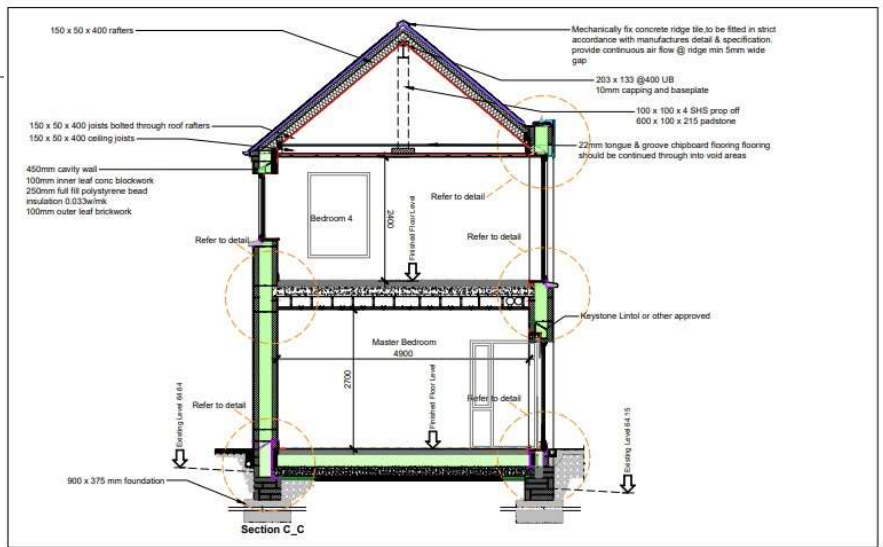 150 x 50 x 400 rafters
Mechanically fix concrete ridge tile,to be fitted in strict
accordance with manufactures detail & specification.
provide continuous air flow @ ridge min 5mm wide
gap
203 x 133 @400 UB
10mm capping and baseplate
100 x 100 x 4 SHS prop off
600 x 100 x 215 padstone
150 x 50 x 400 joists bolted through roof rafters
150 x 50 x 400 ceiling joists
22mm tongue & groove chipboard flooring flooring
should be continued through into void areas
450mm cavity wall
100mm inner leaf conc blockwork
250mm full fill polystyrene bead
insulation 0.033w/mk
100mm outer leaf brickwork
Refer to detail
Bedroom 4
2400
Finished Floor Level
Refer to detail
Refer to detail
Keystone Lintol or other approved
Master Bedroom
4900
2700
Finished Floor Level
Refer to detail
Refer to detail
Existing Level 64.64
Existing Level 64.15
900 x 375 mm foundation
Section C_C